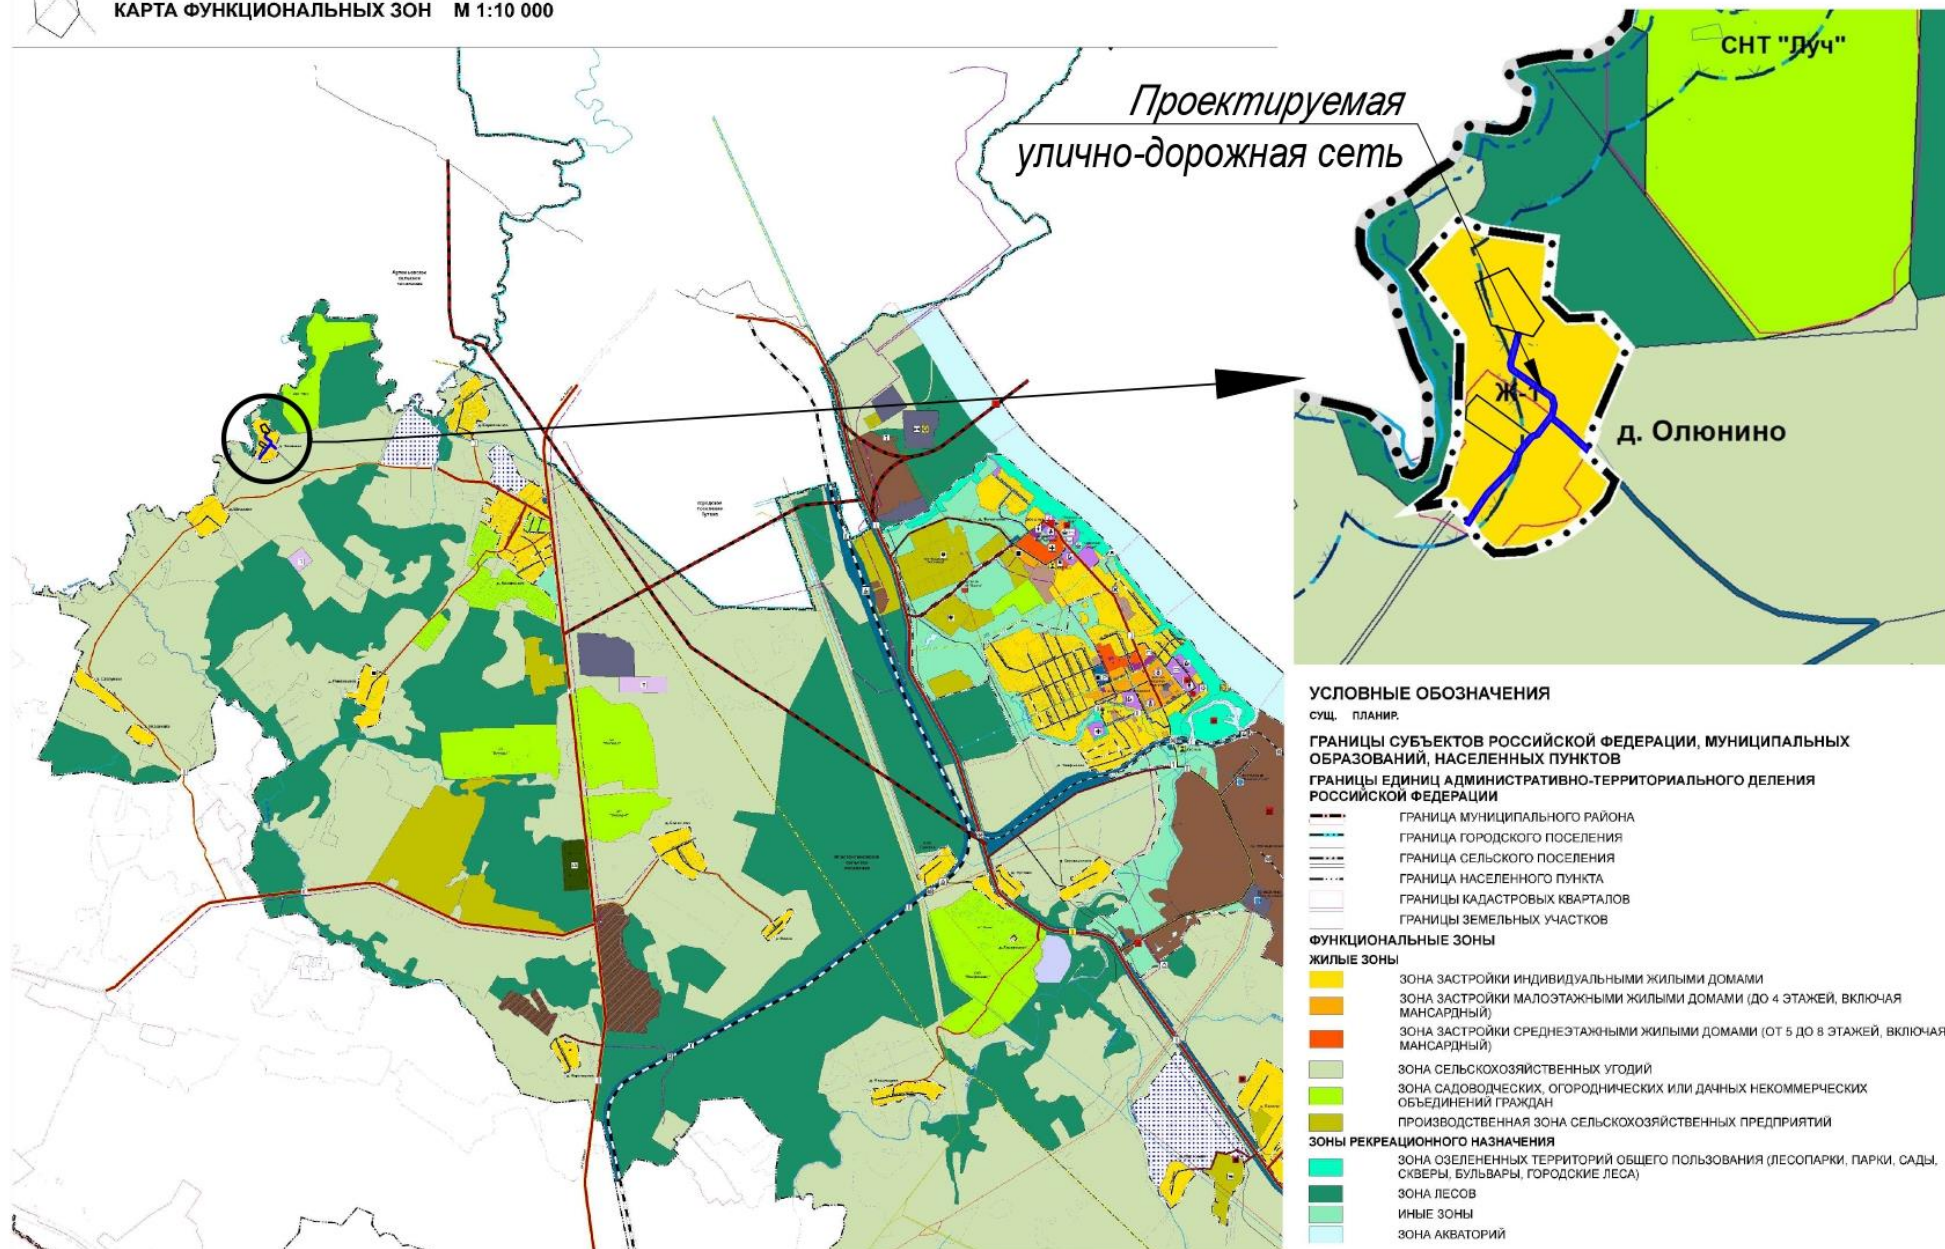 КАРТА ФУНКЦИОНАЛЬНЫХ ЗОН М 1:10 000
Проектируемая
улично-дорожная сеть
СНТ "Луч"
Ж-1
д. Олюнино
УСЛОВНЫЕ ОБОЗНАЧЕНИЯ
СУЩ. ПЛАНИР.
ГРАНИЦЫ СУБЪЕКТОВ РОССИЙСКОЙ ФЕДЕРАЦИИ, МУНИЦИПАЛЬНЫХ
ОБРАЗОВАНИЙ, НАСЕЛЕННЫХ ПУНКТОВ
ГРАНИЦЫ ЕДИНИЦ АДМИНИСТРАТИВНО-ТЕРРИТОРИАЛЬНОГО ДЕЛЕНИЯ
РОССИЙСКОЙ ФЕДЕРАЦИИ
ГРАНИЦА МУНИЦИПАЛЬНОГО РАЙОНА
ГРАНИЦА ГОРОДСКОГО ПОСЕЛЕНИЯ
ГРАНИЦА СЕЛЬСКОГО ПОСЕЛЕНИЯ
ГРАНИЦА НАСЕЛЕННОГО ПУНКТА
ГРАНИЦЫ КАДАСТРОВЫХ КВАРТАЛОВ
ГРАНИЦЫ ЗЕМЕЛЬНЫХ УЧАСТКОВ
ФУНКЦИОНАЛЬНЫЕ ЗОНЫ
ЖИЛЫЕ ЗОНЫ
ЗОНА ЗАСТРОЙКИ ИНДИВИДУАЛЬНЫМИ ЖИЛЫМИ ДОМАМИ
ЗОНА ЗАСТРОЙКИ МАЛОЭТАЖНЫМИ ЖИЛЫМИ ДОМАМИ (ДО 4 ЭТАЖЕЙ, ВКЛЮЧАЯ
МАНСАРДНЫЙ)
ЗОНА ЗАСТРОЙКИ СРЕДНЕЭТАЖНЫМИ ЖИЛЫМИ ДОМАМИ (ОТ 5 ДО 8 ЭТАЖЕЙ, ВКЛЮЧАЯ
МАНСАРДНЫЙ)
ЗОНА СЕЛЬСКОХОЗЯЙСТВЕННЫХ УГОДИЙ
ЗОНА САДОВОДЧЕСКИХ, ОГОРОДНИЧЕСКИХ ИЛИ ДАЧНЫХ НЕКОММЕРЧЕСКИХ
ОБЪЕДИНЕНИЙ ГРАЖДАН
ПРОИЗВОДСТВЕННАЯ ЗОНА СЕЛЬСКОХОЗЯЙСТВЕННЫХ ПРЕДПРИЯТИЙ
ЗОНЫ РЕКРЕАЦИОННОГО НАЗНАЧЕНИЯ
ЗОНА ОЗЕЛЕНЕННЫХ ТЕРРИТОРИЙ ОБЩЕГО ПОЛЬЗОВАНИЯ (ЛЕСОПАРКИ, ПАРКИ, САДЫ,
СКВЕРЫ, БУЛЬВАРЫ, ГОРОДСКИЕ ЛЕСА)
ЗОНА ЛЕСОВ
ИНЫЕ ЗОНЫ
ЗОНА АКВАТОРИЙ